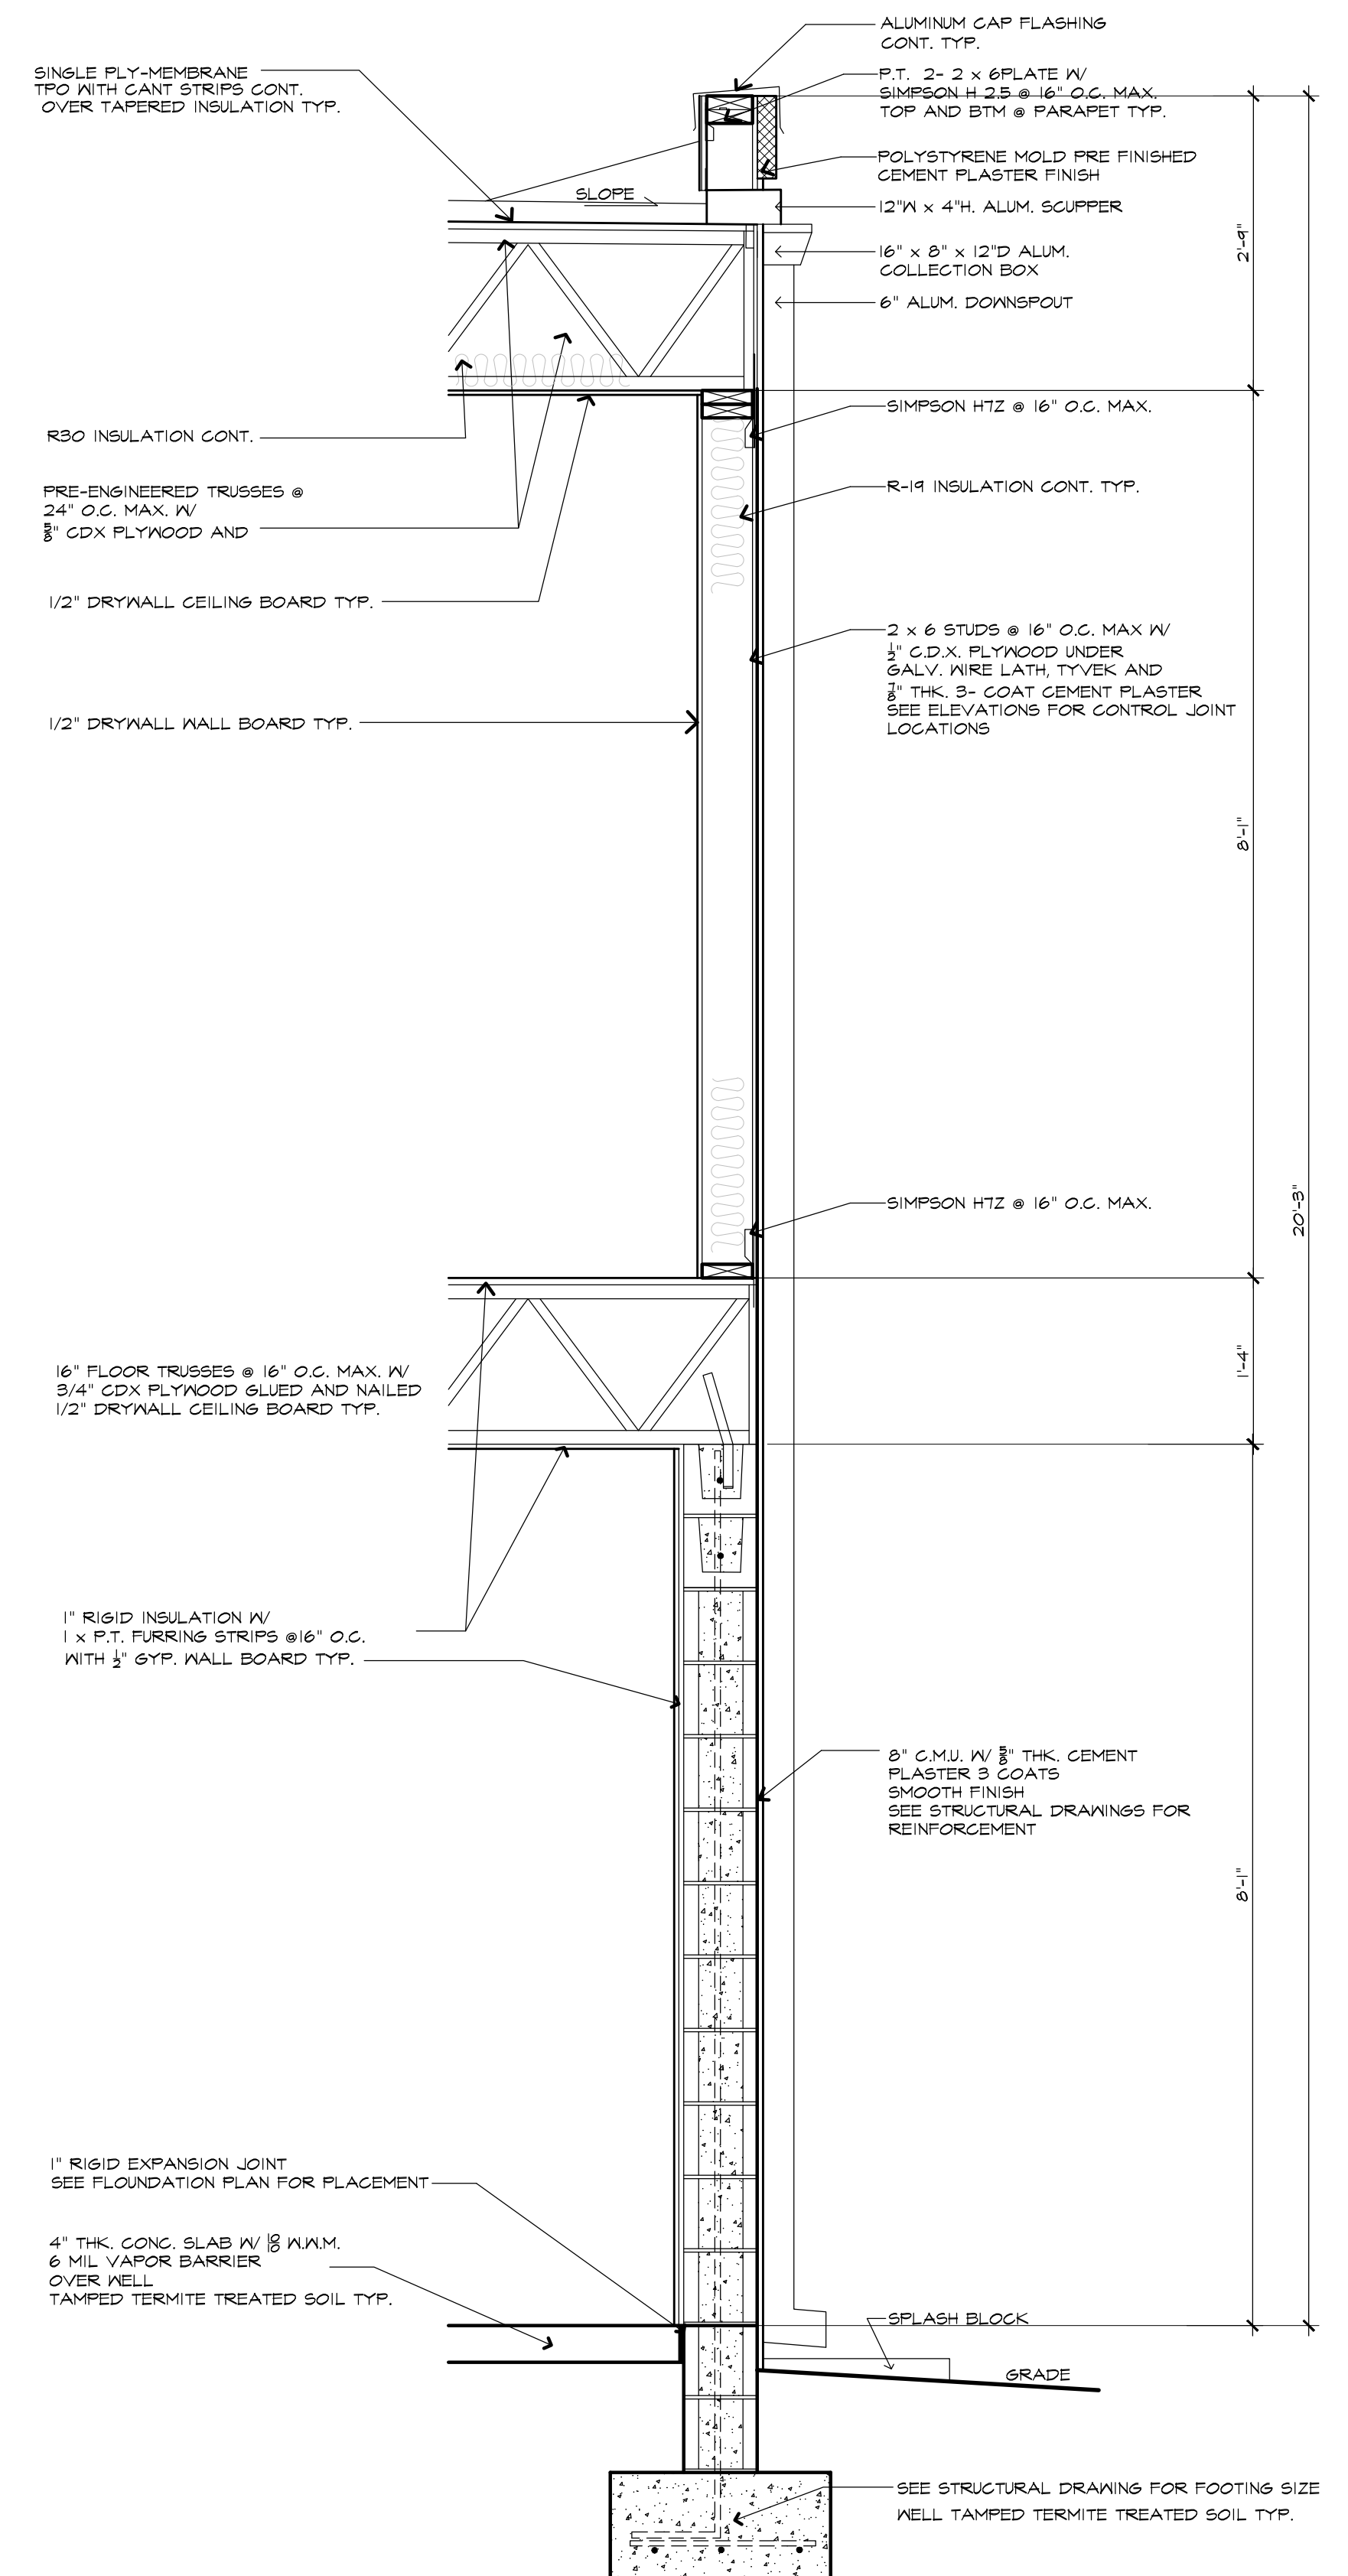 ALUMINUM CAP FLASHING
CONT. TYP.
SINGLE PLY-MEMBRANE
TPO WITH CANT STRIPS CONT.
OVER TAPERED INSULATION TYP.
P.T. 2- 2 x 6PLATE W/
SIMPSON H 2.5 @ 16" O.C. MAX.
TOP AND BTM @ PARAPET TYP.
POLYSTYRENE MOLD PRE FINISHED
CEMENT PLASTER FINISH
SLOPE
12"W x 4"H. ALUM. SCUPPER
16" x 8" x 12"D ALUM.
COLLECTION BOX
6" ALUM. DOWNSPOUT
2'-9"
SIMPSON H7Z @ 16" O.C. MAX.
R30 INSULATION CONT.
R-19 INSULATION CONT. TYP.
PRE-ENGINEERED TRUSSES @
24" O.C. MAX. W/
5/8" CDX PLYWOOD AND
1/2" DRYWALL CEILING BOARD TYP.
2 x 6 STUDS @ 16" O.C. MAX W/
1/2" C.D.X. PLYWOOD UNDER
GALV. WIRE LATH, TYVEK AND
7/8" THK. 3- COAT CEMENT PLASTER
SEE ELEVATIONS FOR CONTROL JOINT
LOCATIONS
1/2" DRYWALL WALL BOARD TYP.
8'-1"
SIMPSON H7Z @ 16" O.C. MAX.
20'-3"
16" FLOOR TRUSSES @ 16" O.C. MAX. W/
3/4" CDX PLYWOOD GLUED AND NAILED
1/2" DRYWALL CEILING BOARD TYP.
1'-4"
1" RIGID INSULATION W/
1 x P.T. FURRING STRIPS @16" O.C.
WITH 1/2" GYP. WALL BOARD TYP.
8" C.M.U. W/ 5/8" THK. CEMENT
PLASTER 3 COATS
SMOOTH FINISH
SEE STRUCTURAL DRAWINGS FOR
REINFORCEMENT
8'-1"
1" RIGID EXPANSION JOINT
SEE FLOUNDATION PLAN FOR PLACEMENT
4" THK. CONC. SLAB W/ 10/10 W.W.M.
6 MIL VAPOR BARRIER
OVER WELL
TAMPED TERMITE TREATED SOIL TYP.
SPLASH BLOCK
GRADE
SEE STRUCTURAL DRAWING FOR FOOTING SIZE
WELL TAMPED TERMITE TREATED SOIL TYP.